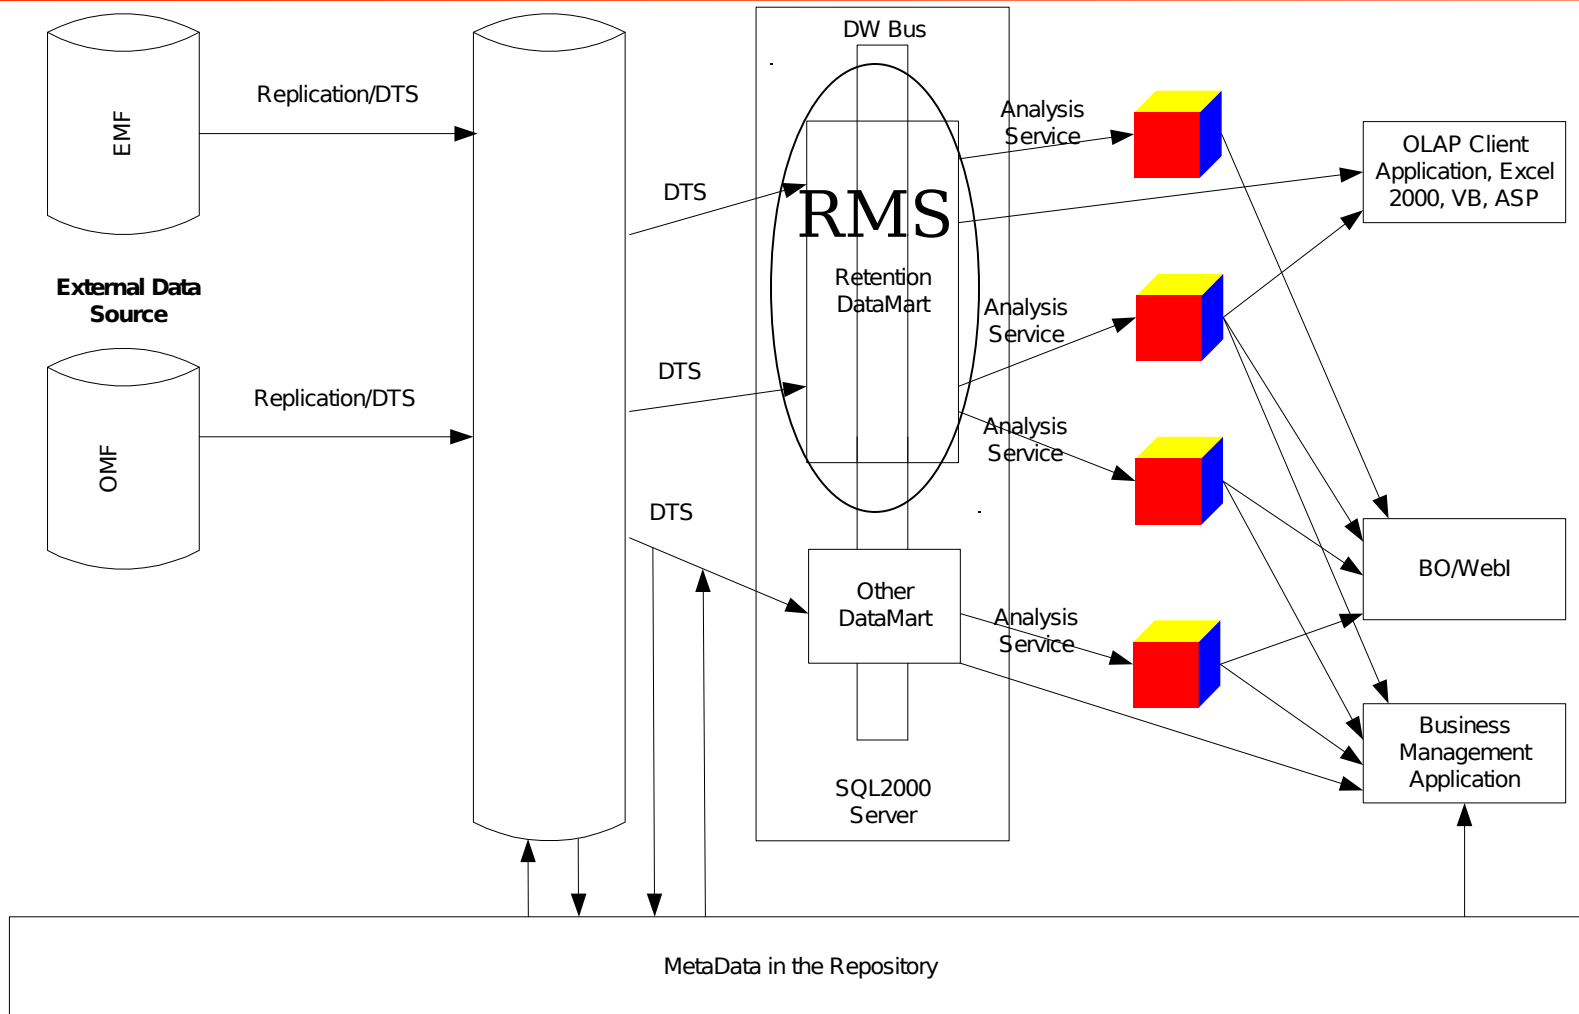 EMF
Replication/DTS
External Data
Source
OMF
Replication/DTS
DTS
DTS
DTS
DW Bus
RMS
Retention
DataMart
Other
DataMart
SQL2000
Server
Analysis
Service
Analysis
Service
Analysis
Service
Analysis
Service
OLAP Client
Application, Excel
2000, VB, ASP
BO/WebI
Business
Management
Application
MetaData in the Repository